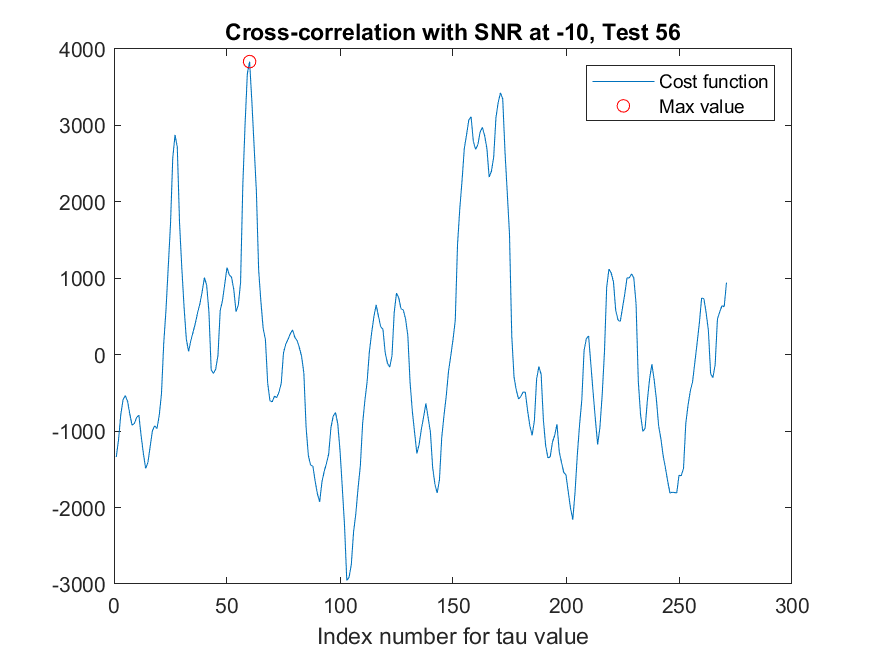 Cross-correlation with SNR at -10, Test 56
4000
3000
2000
1000
0
-1000
-2000
-3000
Cost function
Max value
0 50 100 150 200 250 300
Index number for tau value